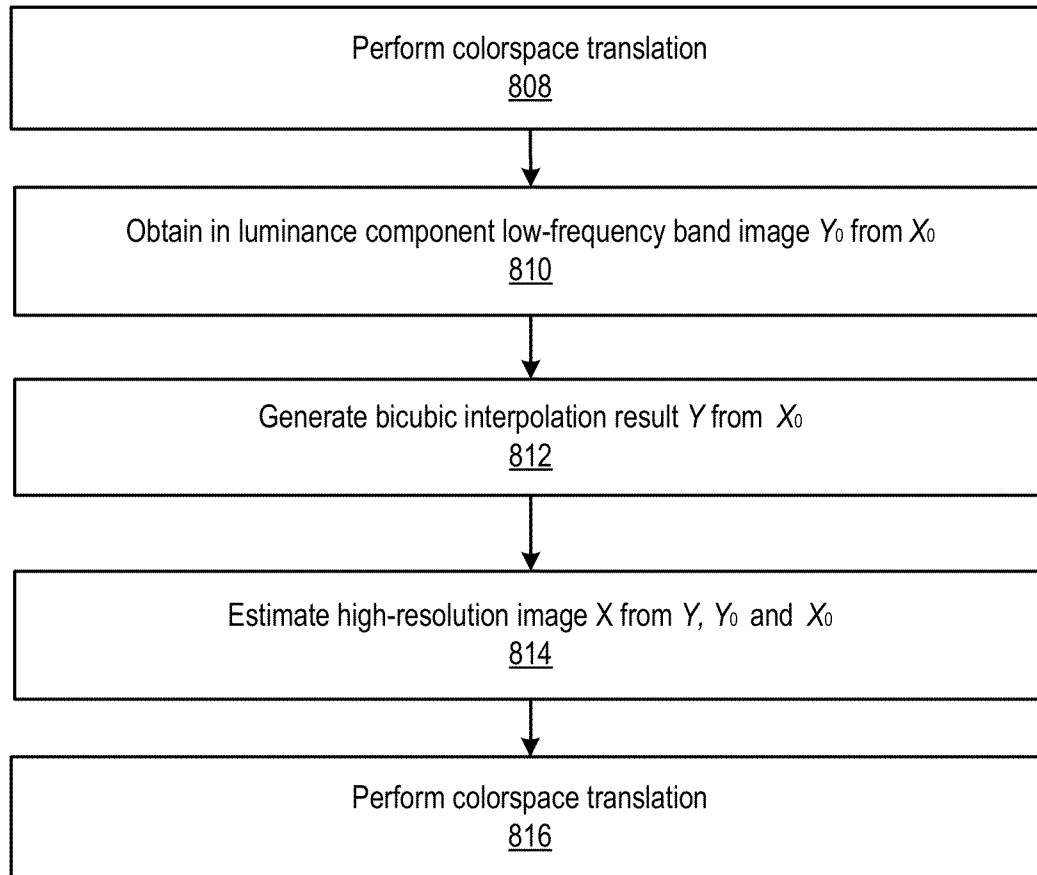 Perform colorspace translation
808
Obtain in luminance component low-frequency band image Y₀ from X₀
810
Generate bicubic interpolation result Y from X₀
812
Estimate high-resolution image X from Y, Y₀ and X₀
814
Perform colorspace translation
816